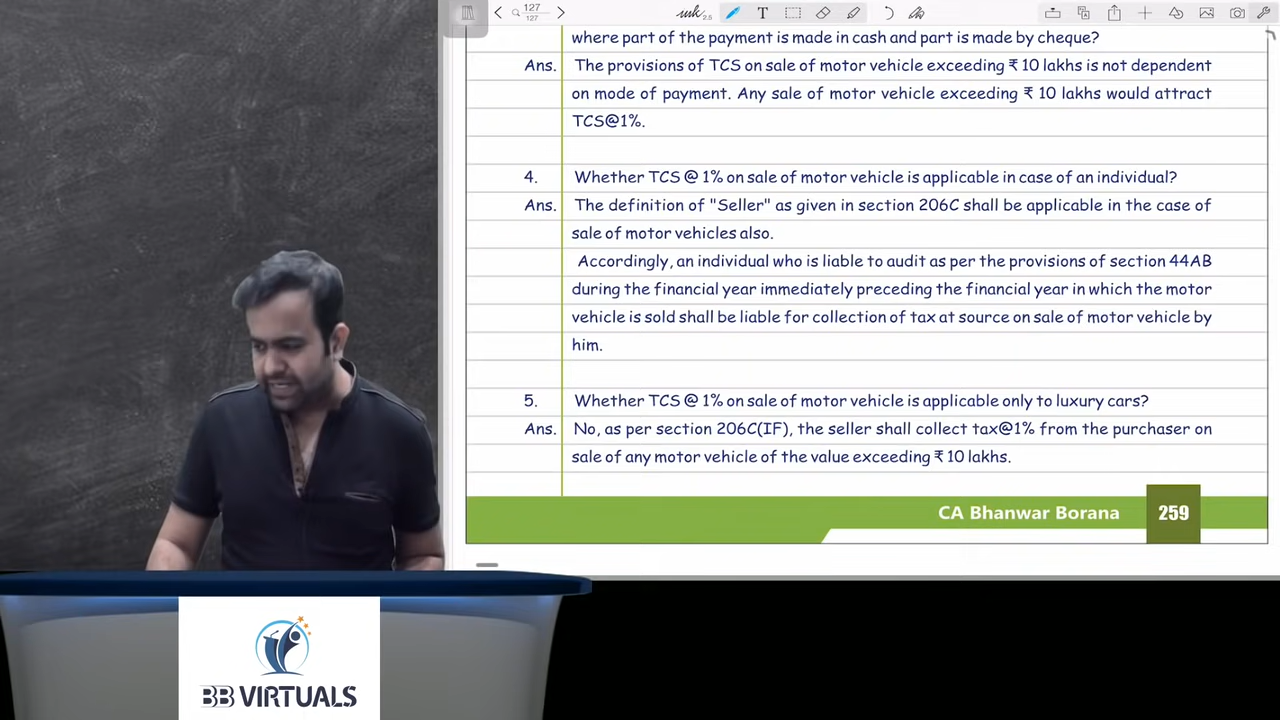 127
127
2.5
T
where part of the payment is made in cash and part is made by cheque?
Ans. The provisions of TCS on sale of motor vehicle exceeding ₹ 10 lakhs is not dependent
on mode of payment. Any sale of motor vehicle exceeding ₹ 10 lakhs would attract
TCS@1%.
4. Whether TCS @ 1% on sale of motor vehicle is applicable in case of an individual?
Ans. The definition of "Seller" as given in section 206C shall be applicable in the case of
sale of motor vehicles also.
Accordingly, an individual who is liable to audit as per the provisions of section 44AB
during the financial year immediately preceding the financial year in which the motor
vehicle is sold shall be liable for collection of tax at source on sale of motor vehicle by
him.
5. Whether TCS @ 1% on sale of motor vehicle is applicable only to luxury cars?
Ans. No, as per section 206C(IF), the seller shall collect tax@1% from the purchaser on
sale of any motor vehicle of the value exceeding ₹ 10 lakhs.
CA Bhanwar Borana 259
BB VIRTUALS